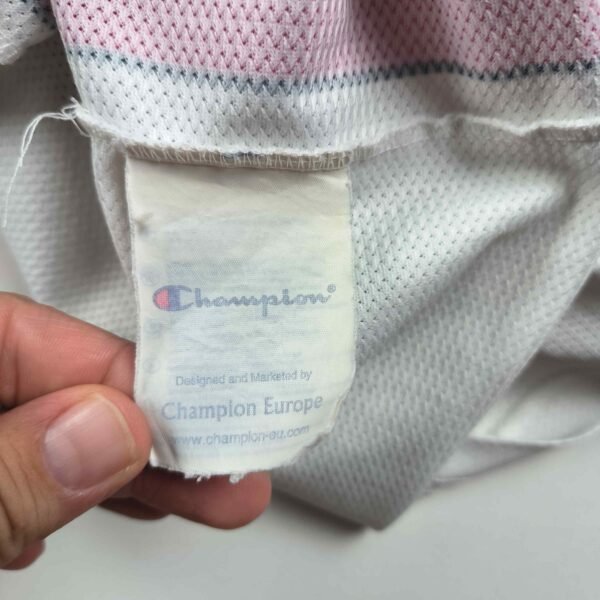 Champion®
Designed and Marketed by
Champion Europe
www.champion-eu.com